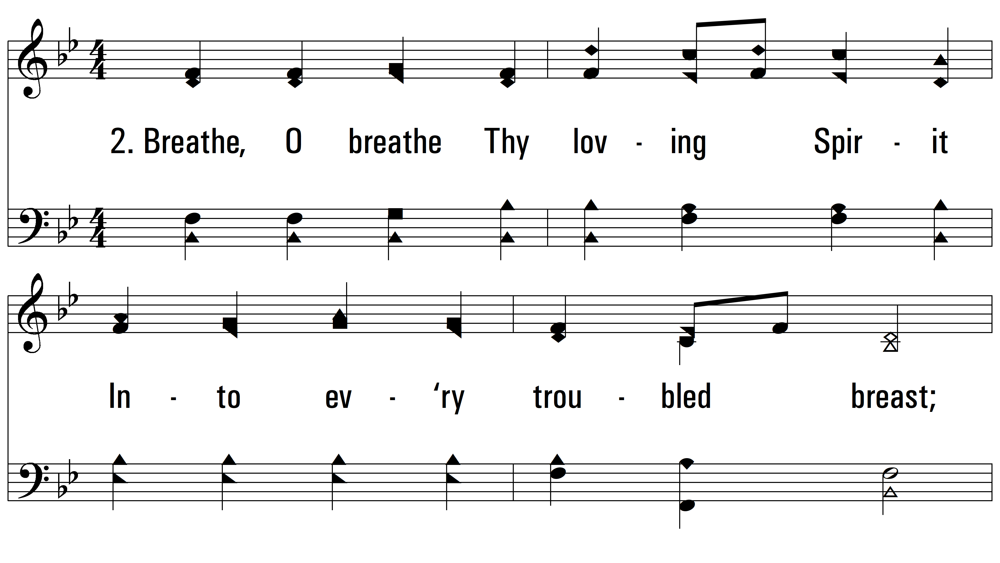 2. Breathe, O breathe Thy lov - ing Spir - it
In - to ev - ‘ry trou - bled breast;